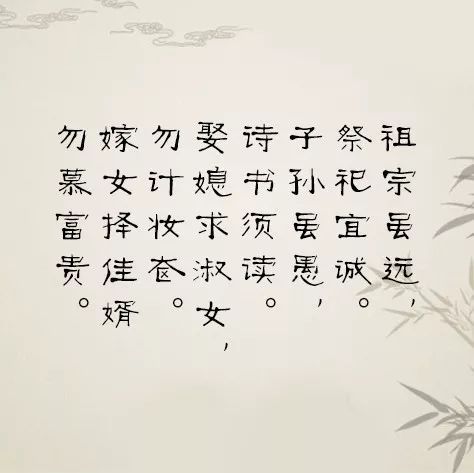 祖宗虽远，
祭祀宜诚。
子孙虽愚，
诗书须读。
娶媳求淑女，
勿计妆奁。
嫁女择佳婿
勿慕富贵。